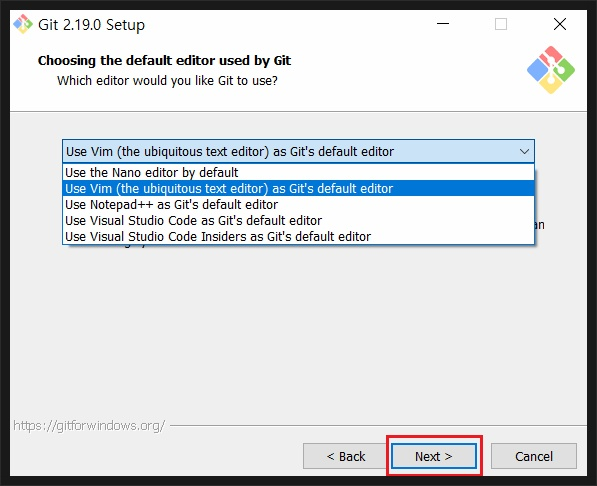 Git 2.19.0 Setup
Choosing the default editor used by Git
Which editor would you like Git to use?
Use Vim (the ubiquitous text editor) as Git's default editor
Use the Nano editor by default
Use Vim (the ubiquitous text editor) as Git's default editor
Use Notepad++ as Git's default editor
Use Visual Studio Code as Git's default editor
Use Visual Studio Code Insiders as Git's default editor
https://gitforwindows.org/
< Back
Next >
Cancel